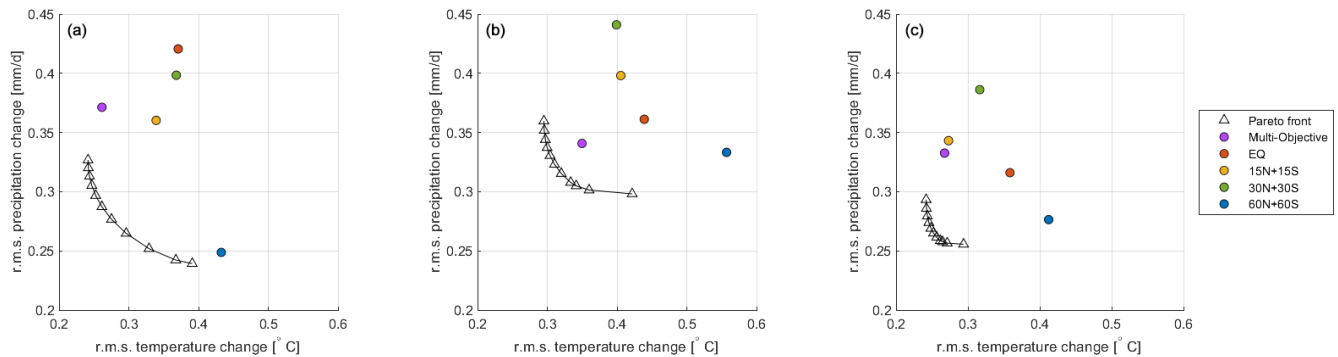 (a)
0.45
0.4
0.35
0.3
0.25
0.2
0.2
0.3
0.4
0.5
0.6
r.m.s. precipitation change [mm/d]
r.m.s. temperature change [° C]
(b)
0.45
0.4
0.35
0.3
0.25
0.2
0.2
0.3
0.4
0.5
0.6
r.m.s. precipitation change [mm/d]
r.m.s. temperature change [° C]
(c)
0.45
0.4
0.35
0.3
0.25
0.2
0.2
0.3
0.4
0.5
0.6
r.m.s. precipitation change [mm/d]
r.m.s. temperature change [° C]
Pareto front
Multi-Objective
EQ
15N+15S
30N+30S
60N+60S